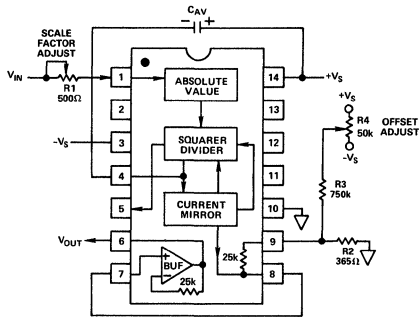 CAV
− +
SCALE
FACTOR
ADJUST
VIN
R1
500Ω
1
ABSOLUTE
VALUE
14
+VS
2
13
+VS
R4
50k
OFFSET
ADJUST
−VS
−VS
3
SQUARER
DIVIDER
12
4
11
R3
750k
5
CURRENT
MIRROR
10
VOUT
6
25k
9
R2
365Ω
7
+
−
BUF
25k
8